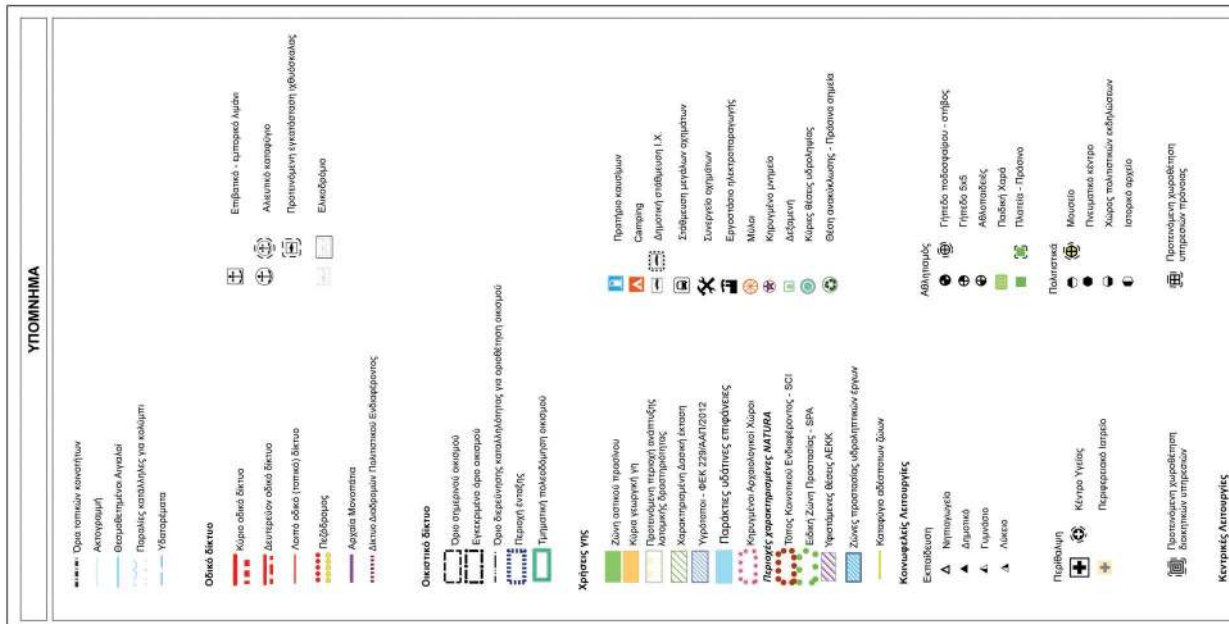 ΥΠΟΜΝΗΜΑ
Όρια τοπικών κοινοτήτων
Ακτογραμμή
Θεσμοθετημένοι Αιγιαλοί
Παραλίες κατάλληλες για κολύμπι
Υδατορέματα
Επιβατικό - εμπορικό λιμάνι
Αλιευτικό καταφύγιο
Προτεινόμενη εγκατάσταση ιχθυόσκαλας
Ελικοδρόμιο
Οδικό δίκτυο
Κύριο οδικό δίκτυο
Δευτερεύον οδικό δίκτυο
Λοιπό οδικό (τοπικό) δίκτυο
Πεζόδρομος
Αρχαία Μονοπάτια
Δίκτυο Διαδρομών Πολιτιστικού Ενδιαφέροντος
Οικιστικό δίκτυο
Όριο σημερινού οικισμού
Εγκεκριμένο όριο οικισμού
Όριο διερεύνησης καταλληλότητας για οριοθέτηση οικισμού
Περιοχή ένταξης
Τμηματική πολεοδόμηση οικισμού
Χρήσεις γης
Ζώνη αστικού πρασίνου
Κύρια γεωργική γη
Προτεινόμενη περιοχή ανάπτυξης
λατομικής δραστηριότητας
Χαρακτηρισμένη Δασική έκταση
Υγρότοποι - ΦΕΚ 229/ΑΑΠ/2012
Παράκτιες υδάτινες επιφάνειες
Κηρυγμένοι Αρχαιολογικοί Χώροι
Περιοχές χαρακτηρισμένες NATURA
Τόπος Κοινοτικού Ενδιαφέροντος - SCI
Ειδική Ζώνη Προστασίας - SPA
Υφιστάμενες θέσεις ΑΕΚΚ
Ζώνες προστασίας υδροληπτικών έργων
Καταφύγιο αδέσποτων ζώων
Πρατήριο καυσίμων
Camping
Δημοτική στάθμευση Ι.Χ.
Στάθμευση μεγάλων οχημάτων
Συνεργείο οχημάτων
Εργοστάσιο ηλεκτροπαραγωγής
Μύλοι
Κηρυγμένο μνημείο
Δεξαμενή
Κύριες θέσεις υδροληψίας
Θέση ανακύκλωσης - Πράσινα σημεία
Κοινωφελείς Λειτουργίες
Εκπαίδευση
Νηπιαγωγείο
Δημοτικό
Γυμνάσιο
Λύκειο
Αθλητισμός
Γήπεδο ποδοσφαίρου - στίβος
Γήπεδο 5x5
Αθλοπαιδιές
Παιδική Χαρά
Πλατεία - Πράσινο
Περίθαλψη
Κέντρο Υγείας
Περιφερειακό Ιατρείο
Πολιτιστικά
Μουσείο
Πνευματικό κέντρο
Χώρος πολιτιστικών εκδηλώσεων
Ιστορικό αρχείο
Προτεινόμενη χωροθέτηση
διοικητικών υπηρεσιών
Προτεινόμενη χωροθέτηση
υπηρεσιών πρόνοιας
Κεντρικές Λειτουργίες